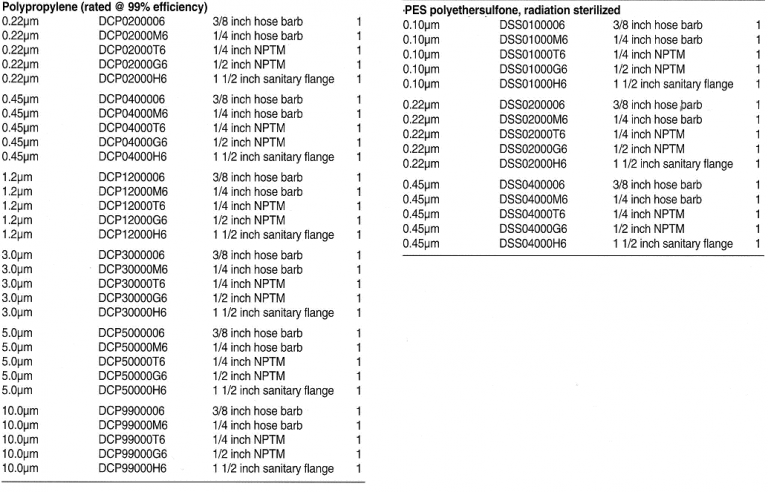 Polypropylene (rated @ 99% efficiency)
0.22µm DCP0200006 3/8 inch hose barb 1
0.22µm DCP02000M6 1/4 inch hose barb 1
0.22µm DCP02000T6 1/4 inch NPTM 1
0.22µm DCP02000G6 1/2 inch NPTM 1
0.22µm DCP02000H6 1 1/2 inch sanitary flange 1
0.45µm DCP0400006 3/8 inch hose barb 1
0.45µm DCP04000M6 1/4 inch hose barb 1
0.45µm DCP04000T6 1/4 inch NPTM 1
0.45µm DCP04000G6 1/2 inch NPTM 1
0.45µm DCP04000H6 1 1/2 inch sanitary flange 1
1.2µm DCP1200006 3/8 inch hose barb 1
1.2µm DCP12000M6 1/4 inch hose barb 1
1.2µm DCP12000T6 1/4 inch NPTM 1
1.2µm DCP12000G6 1/2 inch NPTM 1
1.2µm DCP12000H6 1 1/2 inch sanitary flange 1
3.0µm DCP3000006 3/8 inch hose barb 1
3.0µm DCP30000M6 1/4 inch hose barb 1
3.0µm DCP30000T6 1/4 inch NPTM 1
3.0µm DCP30000G6 1/2 inch NPTM 1
3.0µm DCP30000H6 1 1/2 inch sanitary flange 1
5.0µm DCP5000006 3/8 inch hose barb 1
5.0µm DCP50000M6 1/4 inch hose barb 1
5.0µm DCP50000T6 1/4 inch NPTM 1
5.0µm DCP50000G6 1/2 inch NPTM 1
5.0µm DCP50000H6 1 1/2 inch sanitary flange 1
10.0µm DCP9900006 3/8 inch hose barb 1
10.0µm DCP99000M6 1/4 inch hose barb 1
10.0µm DCP99000T6 1/4 inch NPTM 1
10.0µm DCP99000G6 1/2 inch NPTM 1
10.0µm DCP99000H6 1 1/2 inch sanitary flange 1
PES polyethersulfone, radiation sterilized
0.10µm DSS0100006 3/8 inch hose barb 1
0.10µm DSS01000M6 1/4 inch hose barb 1
0.10µm DSS01000T6 1/4 inch NPTM 1
0.10µm DSS01000G6 1/2 inch NPTM 1
0.10µm DSS01000H6 1 1/2 inch sanitary flange 1
0.22µm DSS0200006 3/8 inch hose barb 1
0.22µm DSS02000M6 1/4 inch hose barb 1
0.22µm DSS02000T6 1/4 inch NPTM 1
0.22µm DSS02000G6 1/2 inch NPTM 1
0.22µm DSS02000H6 1 1/2 inch sanitary flange 1
0.45µm DSS0400006 3/8 inch hose barb 1
0.45µm DSS04000M6 1/4 inch hose barb 1
0.45µm DSS04000T6 1/4 inch NPTM 1
0.45µm DSS04000G6 1/2 inch NPTM 1
0.45µm DSS04000H6 1 1/2 inch sanitary flange 1